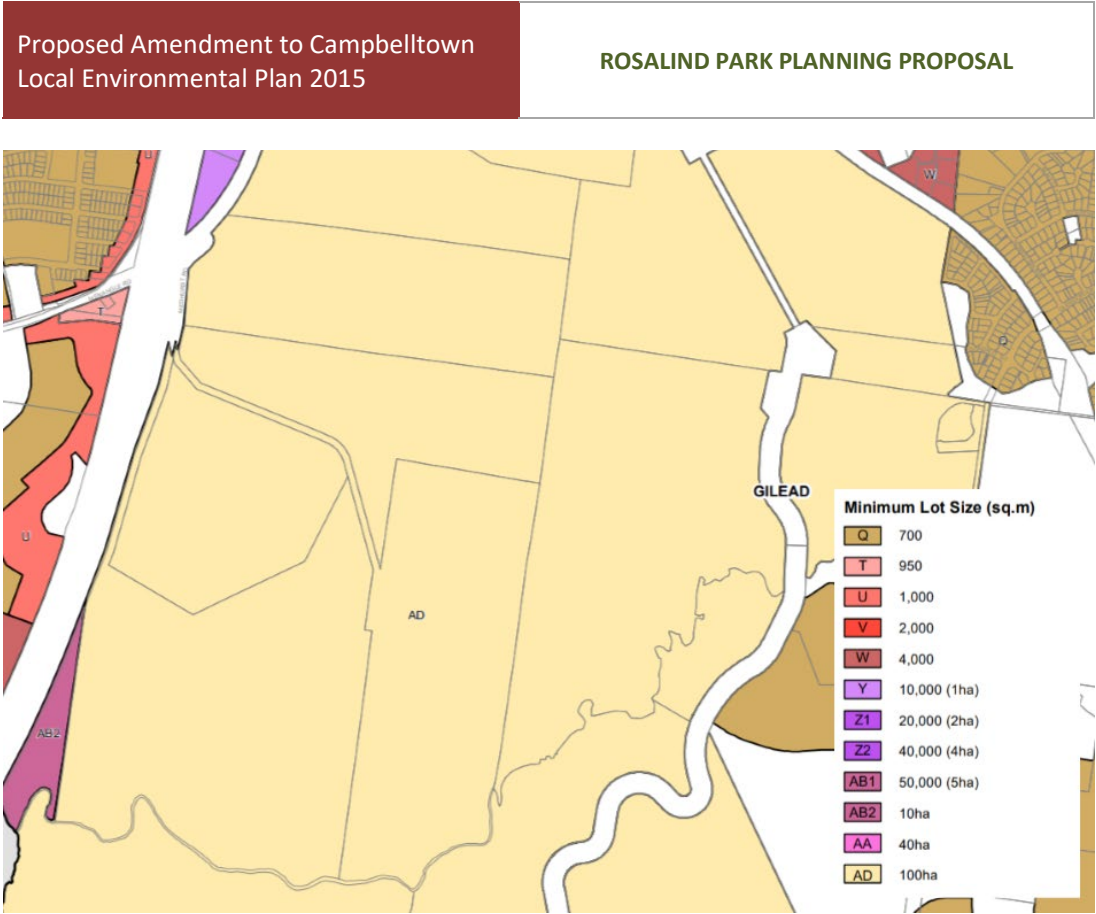 Proposed Amendment to Campbelltown
Local Environmental Plan 2015
ROSALIND PARK PLANNING PROPOSAL
U
W
T
Q
GILEAD
U
AD
AB2
Minimum Lot Size (sq.m)
Q 700
T 950
U 1,000
V 2,000
W 4,000
Y 10,000 (1ha)
Z1 20,000 (2ha)
Z2 40,000 (4ha)
AB1 50,000 (5ha)
AB2 10ha
AA 40ha
AD 100ha